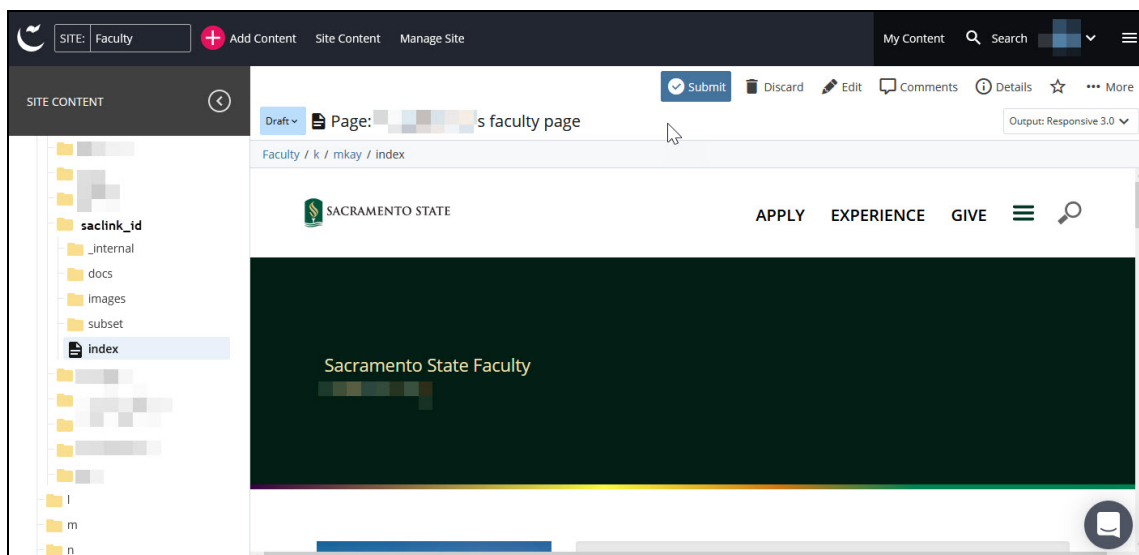 SITE: Faculty Add Content Site Content Manage Site My Content Search
SITE CONTENT
Submit Discard Edit Comments Details More
Draft Page: s faculty page Output: Responsive 3.0
Faculty / k / mkay / index
saclink_id
_internal
docs
images
subset
index
l
m
n
SACRAMENTO STATE APPLY EXPERIENCE GIVE
Sacramento State Faculty